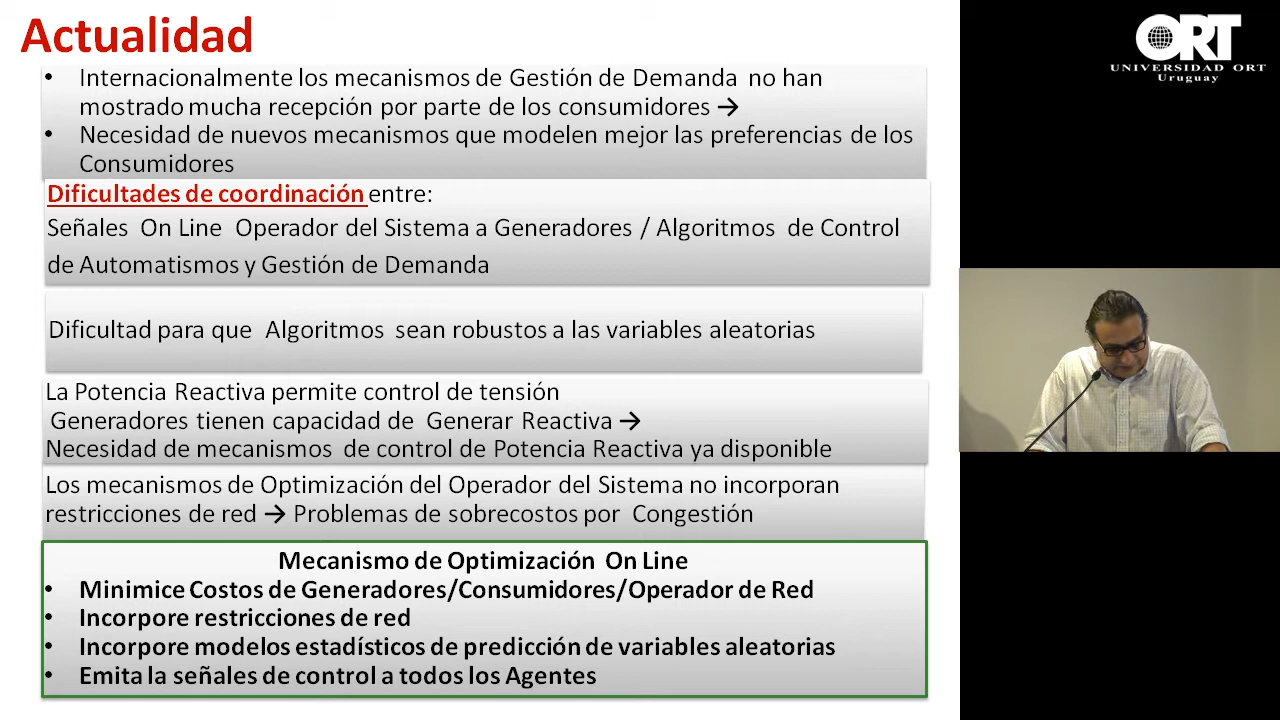 Actualidad
• Internacionalmente los mecanismos de Gestión de Demanda no han
mostrado mucha recepción por parte de los consumidores →
• Necesidad de nuevos mecanismos que modelen mejor las preferencias de los
Consumidores
Dificultades de coordinación entre:
Señales On Line Operador del Sistema a Generadores / Algoritmos de Control
de Automatismos y Gestión de Demanda
Dificultad para que Algoritmos sean robustos a las variables aleatorias
La Potencia Reactiva permite control de tensión
Generadores tienen capacidad de Generar Reactiva →
Necesidad de mecanismos de control de Potencia Reactiva ya disponible
Los mecanismos de Optimización del Operador del Sistema no incorporan
restricciones de red → Problemas de sobrecostos por Congestión
Mecanismo de Optimización On Line
• Minimice Costos de Generadores/Consumidores/Operador de Red
• Incorpore restricciones de red
• Incorpore modelos estadísticos de predicción de variables aleatorias
• Emita la señales de control a todos los Agentes
ORT
UNIVERSIDAD ORT
Uruguay